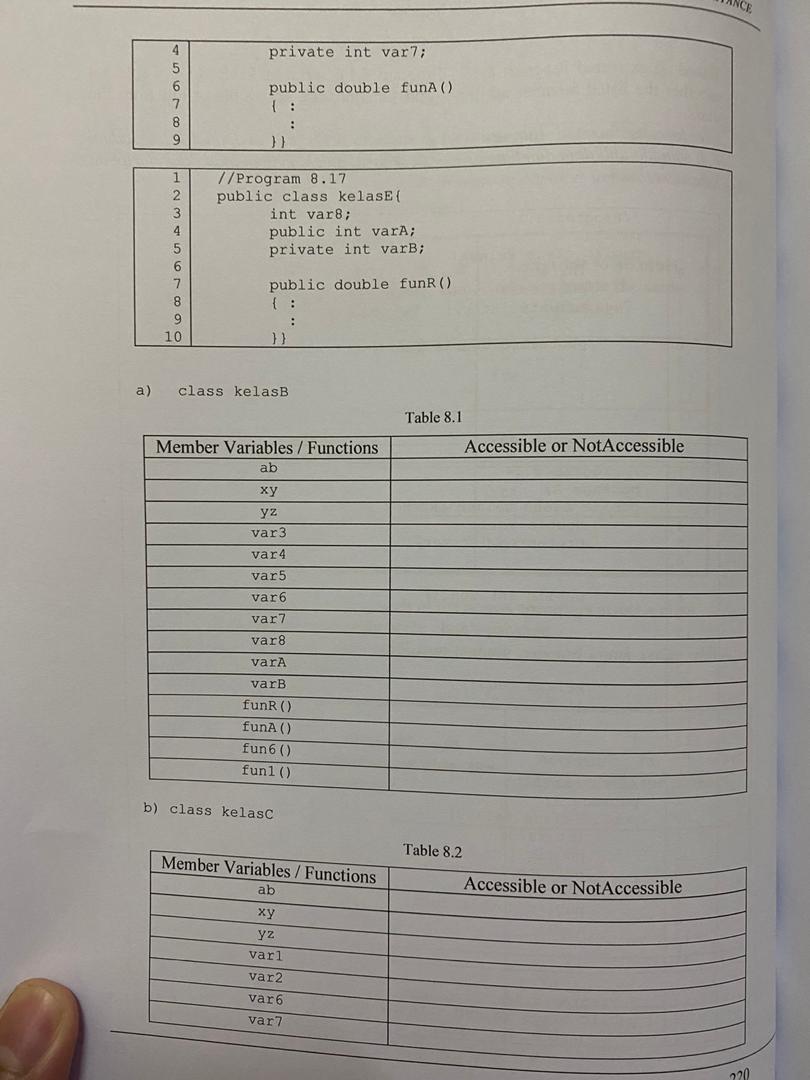 4 private int var7;
5
6 public double funA()
7 { :
8 :
9 }}
1 //Program 8.17
2 public class kelasE{
3 int var8;
4 public int varA;
5 private int varB;
6
7 public double funR()
8 { :
9 :
10 }}
a) class kelasB
Table 8.1
Member Variables / Functions Accessible or NotAccessible
ab
xy
yz
var3
var4
var5
var6
var7
var8
varA
varB
funR()
funA()
fun6()
fun1()
b) class kelasC
Table 8.2
Member Variables / Functions Accessible or NotAccessible
ab
xy
yz
var1
var2
var6
var7
220